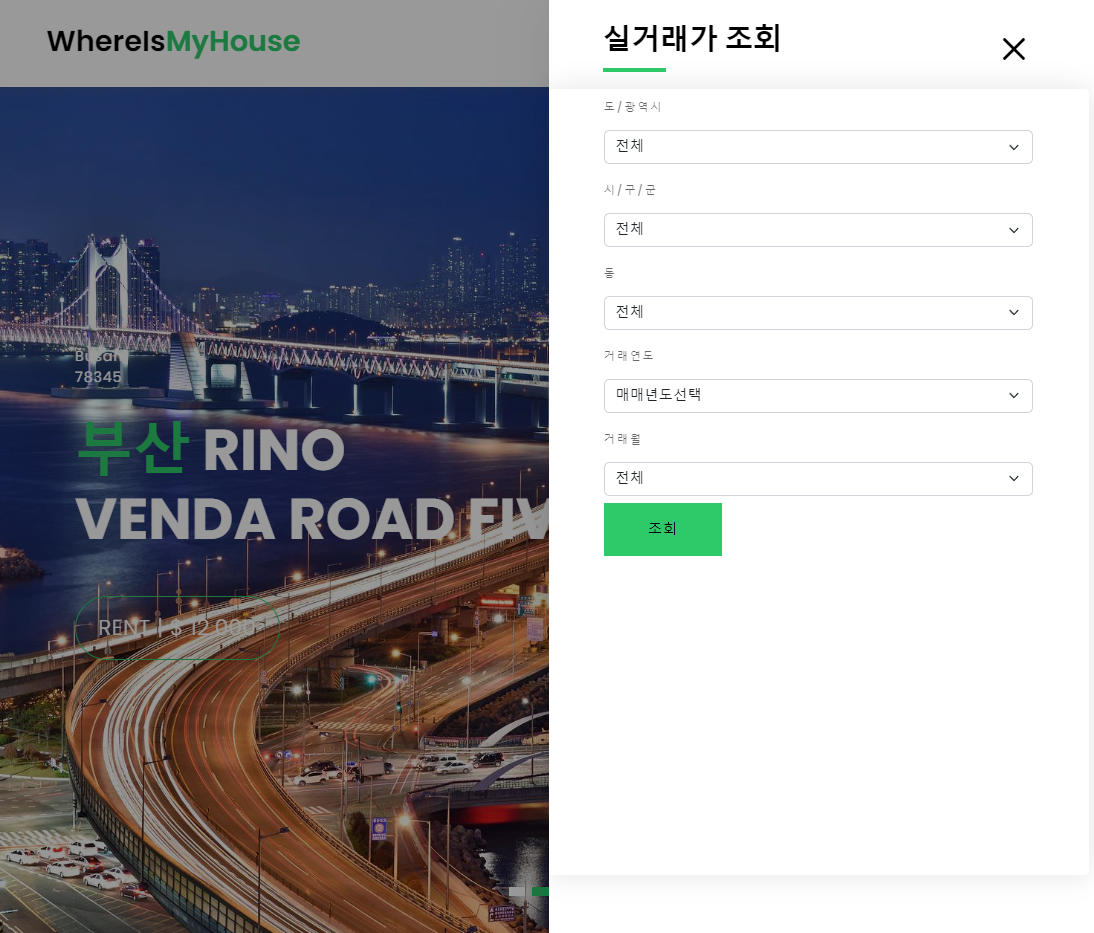 WhereIsMyHouse
Busan
78345
부산 RINO
VENDA ROAD FIV
RENT | $ 12.000
실거래가 조회
도/광역시
전체
시/구/군
전체
동
전체
거래연도
매매년도선택
거래월
전체
조회